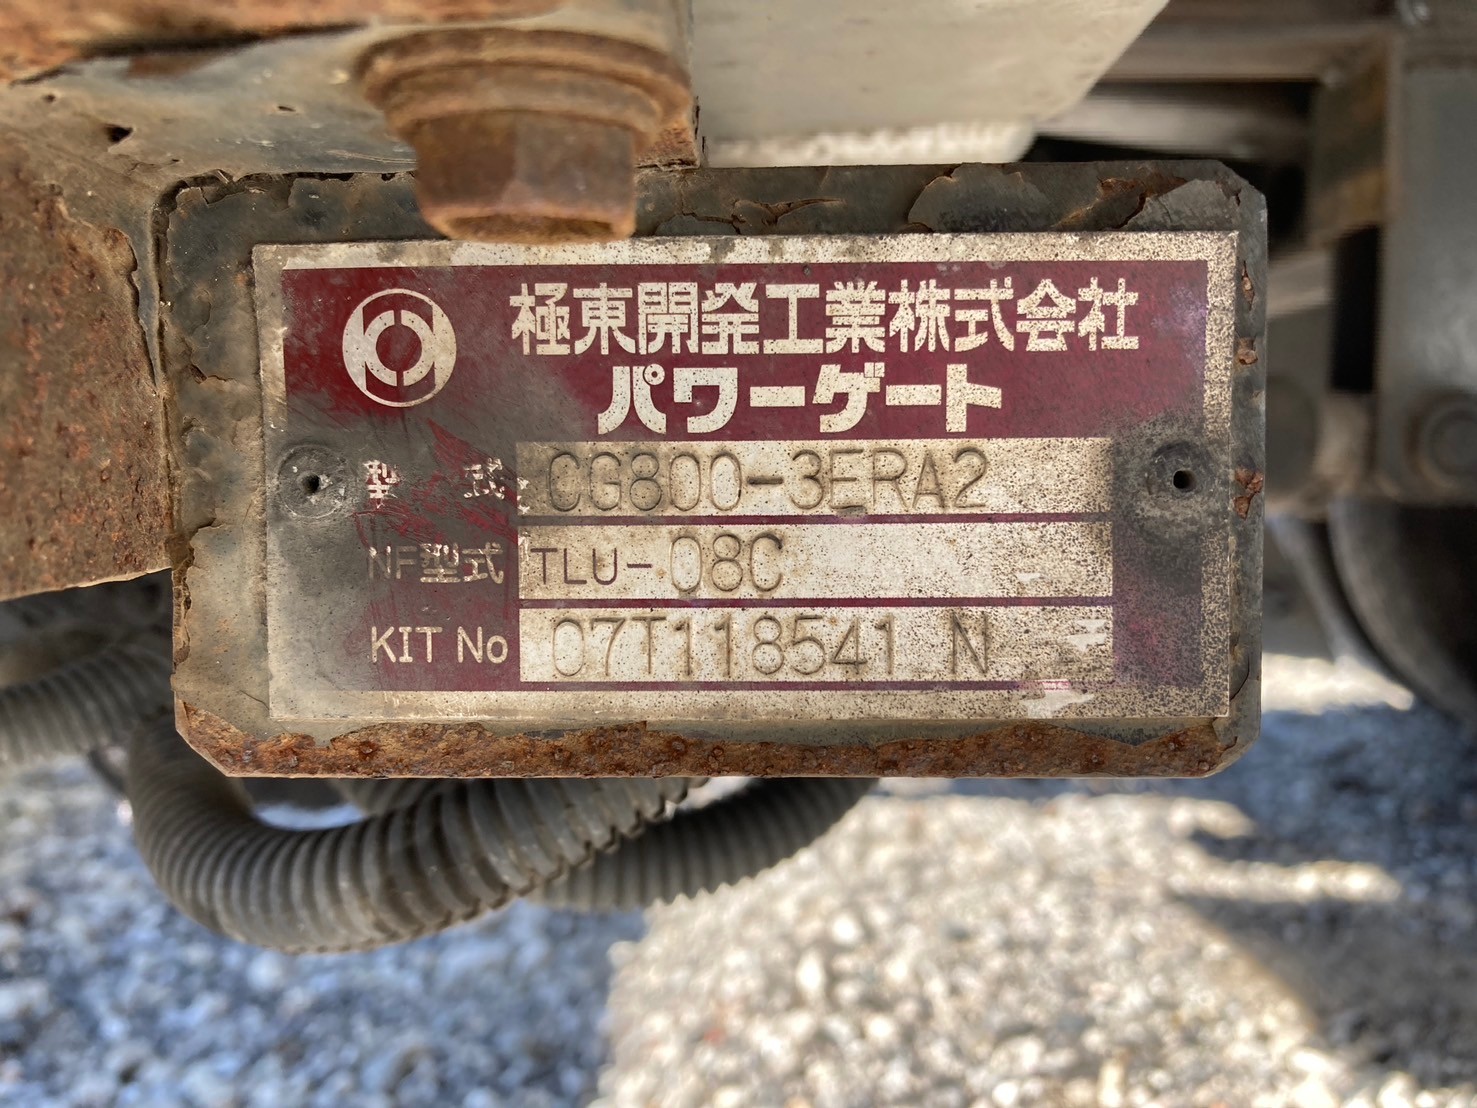 極東開発工業株式会社
パワーゲート
型式 CG800-3ERA2
NF型式 TLU-08C
KIT No 07T118541 N